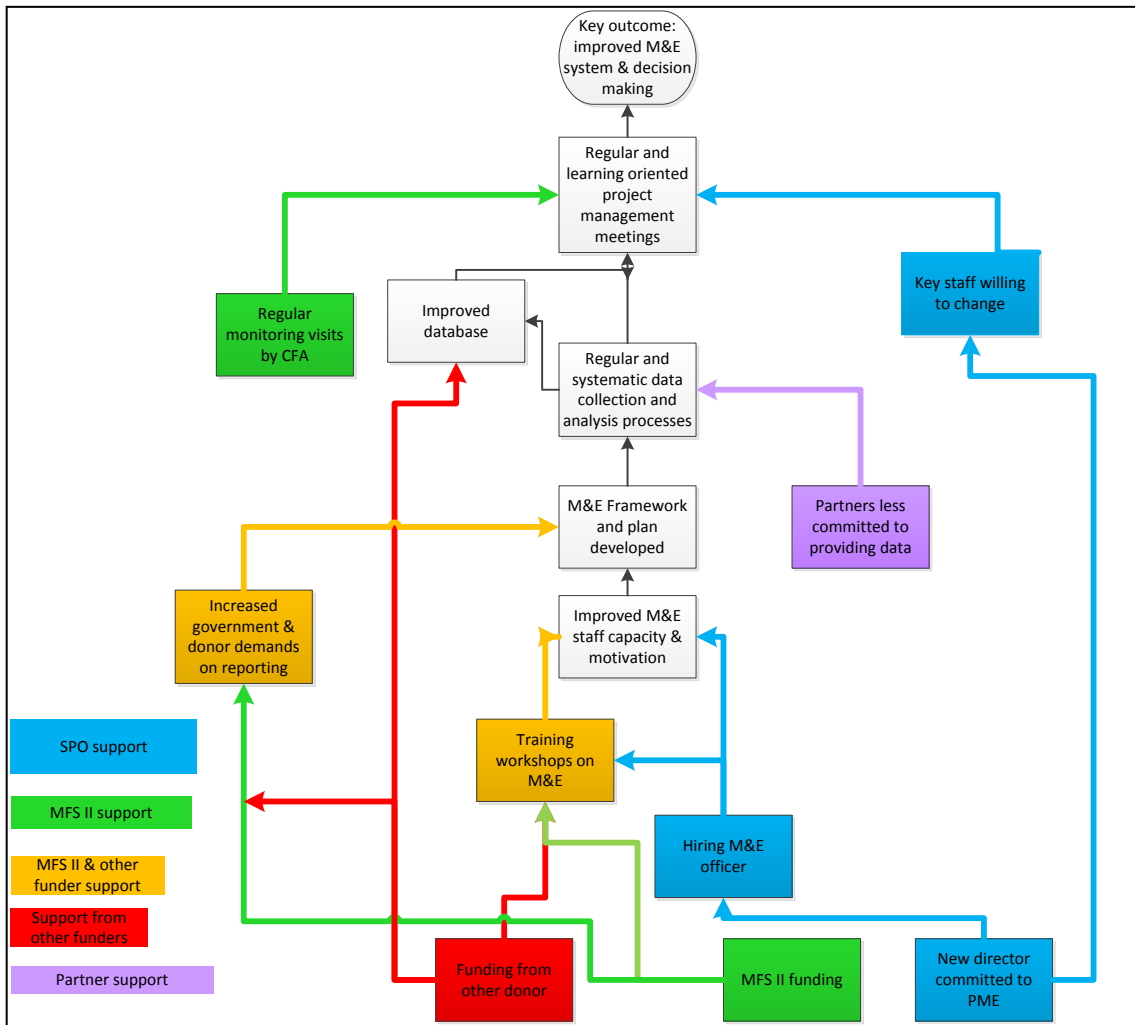 Key outcome:
improved M&E
system & decision
making
Regular and
learning oriented
project
management
meetings
Regular
monitoring visits
by CFA
Improved
database
Key staff willing
to change
Regular and
systematic data
collection and
analysis processes
M&E Framework
and plan
developed
Partners less
committed to
providing data
Increased
government &
donor demands
on reporting
Improved M&E
staff capacity &
motivation
Training
workshops on
M&E
Hiring M&E
officer
Funding from
other donor
MFS II funding
New director
committed to
PME
SPO support
MFS II support
MFS II & other
funder support
Support from
other funders
Partner support